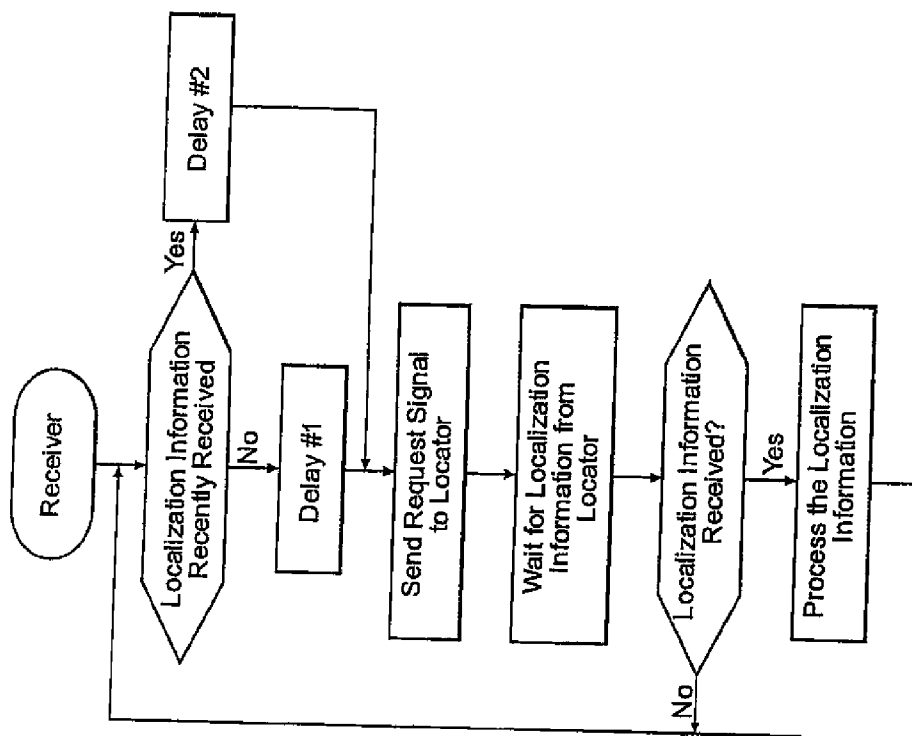 Receiver
Localization Information
Recently Received
Yes
Delay #2
No
Delay #1
Send Request Signal
to Locator
Wait for Localization
Information from
Locator
Localization Information
Received?
No
Yes
Process the Localization
Information